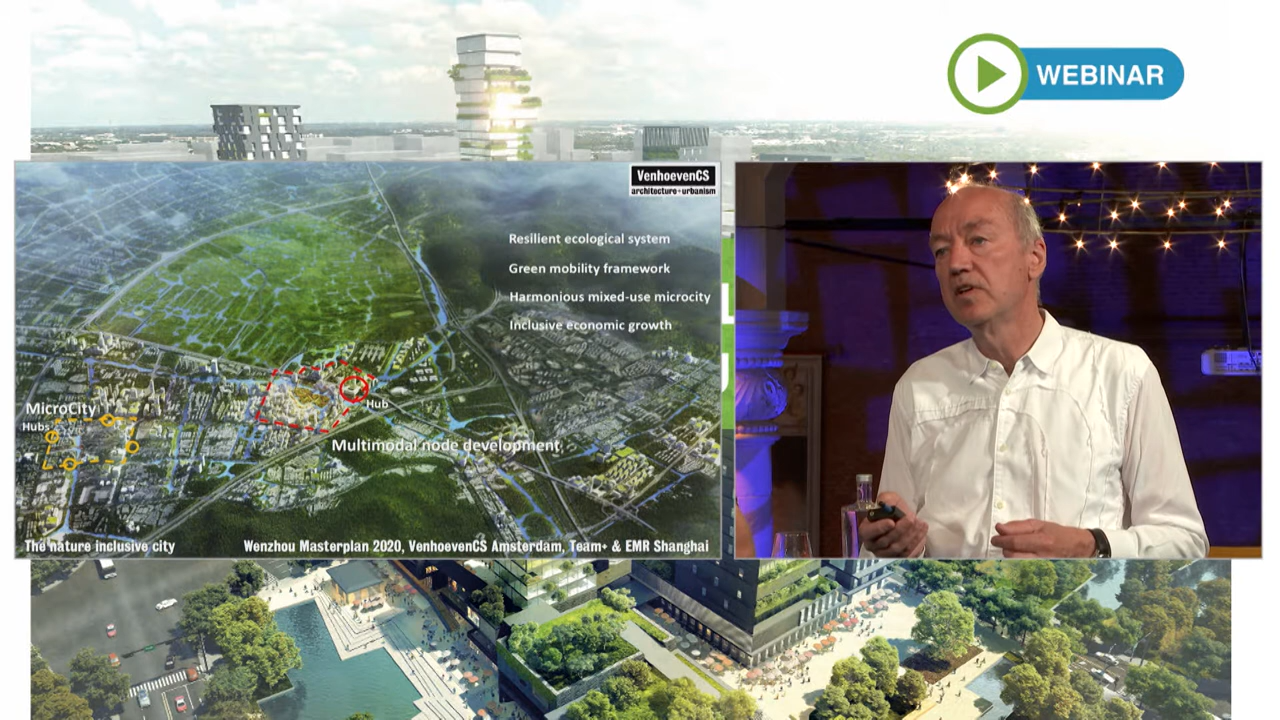 WEBINAR
VenhoevenCS
architecture+urbanism
Resilient ecological system
Green mobility framework
Harmonious mixed-use microcity
Inclusive economic growth
MicroCity
Hubs
Hub
Multimodal node development
The nature inclusive city
Wenzhou Masterplan 2020, VenhoevenCS Amsterdam, Team+ & EMR Shanghai